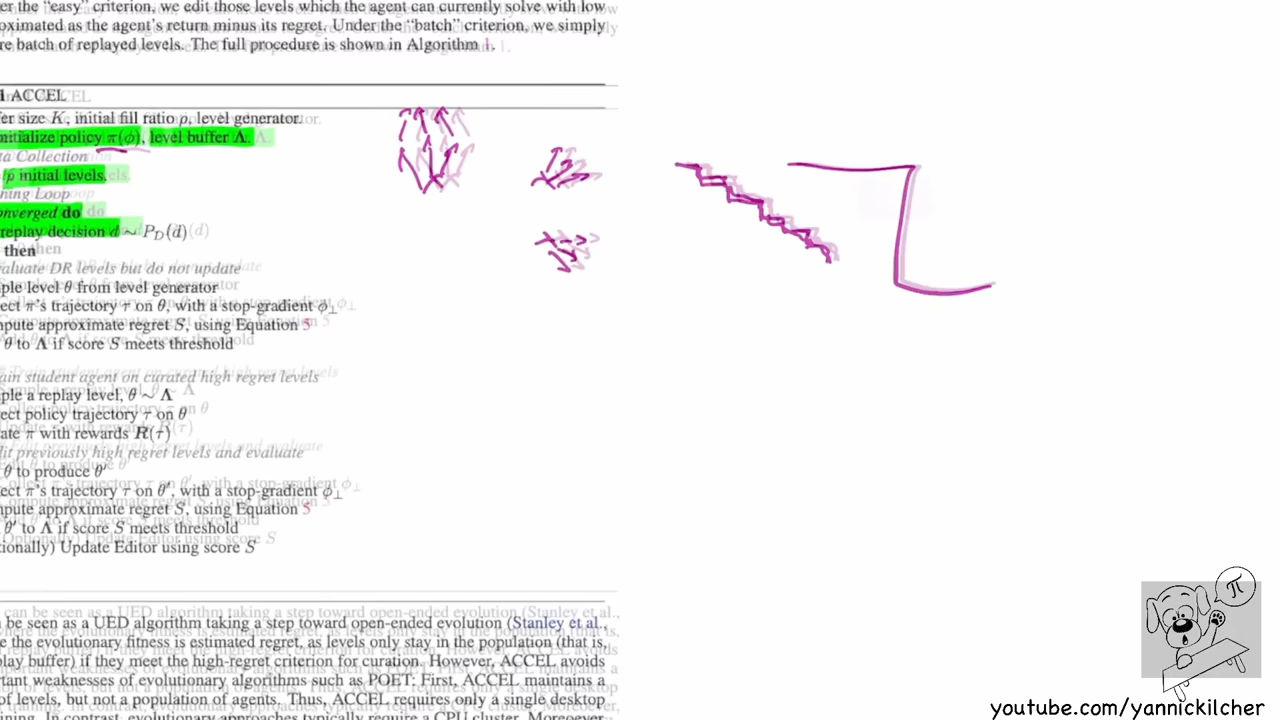 er the “easy” criterion, we edit those levels which the agent can currently solve with low
oximated as the agent’s return minus its regret. Under the “batch” criterion, we simply
re batch of replayed levels. The full procedure is shown in Algorithm 1.
1 ACCEL
er size K, initial fill ratio ρ, level generator.
nitialize policy π(ϕ), level buffer Λ.
ta Collection
ρ initial levels.
ning Loop
onverged do
replay decision d ∼ P_D(d)
then
aluate DR levels but do not update
ple level θ from level generator
ect π’s trajectory τ on θ, with a stop-gradient ϕ⊥
pute approximate regret S, using Equation 5
θ to Λ if score S meets threshold
ain student agent on curated high regret levels
ple a replay level, θ ∼ Λ
ect policy trajectory τ on θ
ate π with rewards R(τ)
lit previously high regret levels and evaluate
θ to produce θ′
ect π’s trajectory τ on θ′, with a stop-gradient ϕ⊥
pute approximate regret S, using Equation 5
θ′ to Λ if score S meets threshold
ionally) Update Editor using score S
be seen as a UED algorithm taking a step toward open-ended evolution (Stanley et al.,
e the evolutionary fitness is estimated regret, as levels only stay in the population (that is,
lay buffer) if they meet the high-regret criterion for curation. However, ACCEL avoids
tant weaknesses of evolutionary algorithms such as POET: First, ACCEL maintains a
of levels, but not a population of agents. Thus, ACCEL requires only a single desktop
ining. In contrast, evolutionary approaches typically require a CPU cluster. Moreover,
π
youtube.com/yannickilcher